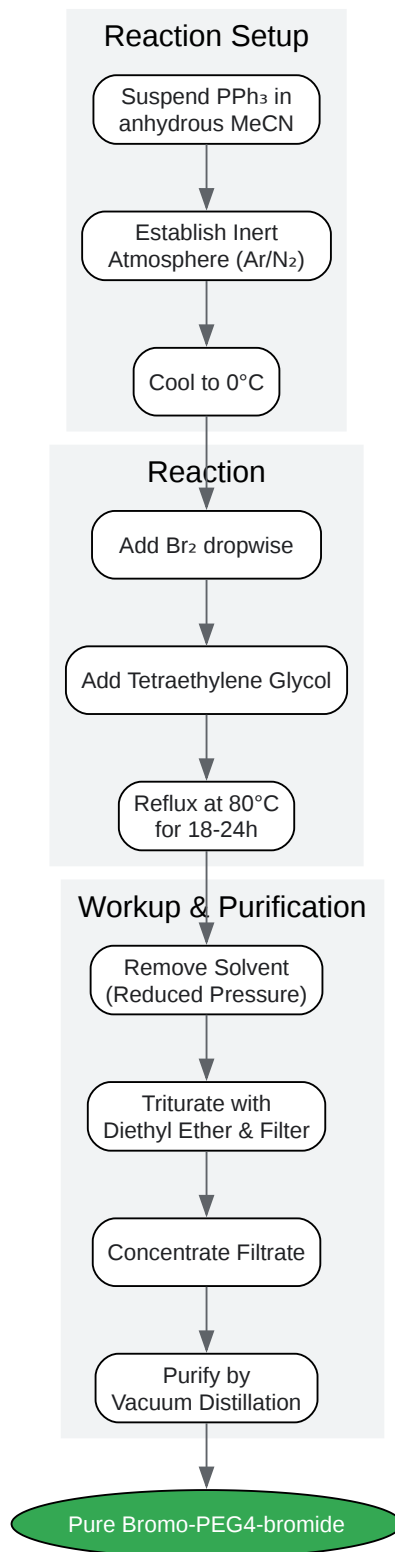 Reaction Setup
Suspend PPh₃ in
anhydrous MeCN
Establish Inert
Atmosphere (Ar/N₂)
Cool to 0°C
Reaction
Add Br₂ dropwise
Add Tetraethylene Glycol
Reflux at 80°C
for 18-24h
Workup & Purification
Remove Solvent
(Reduced Pressure)
Triturate with
Diethyl Ether & Filter
Concentrate Filtrate
Purify by
Vacuum Distillation
Pure Bromo-PEG4-bromide